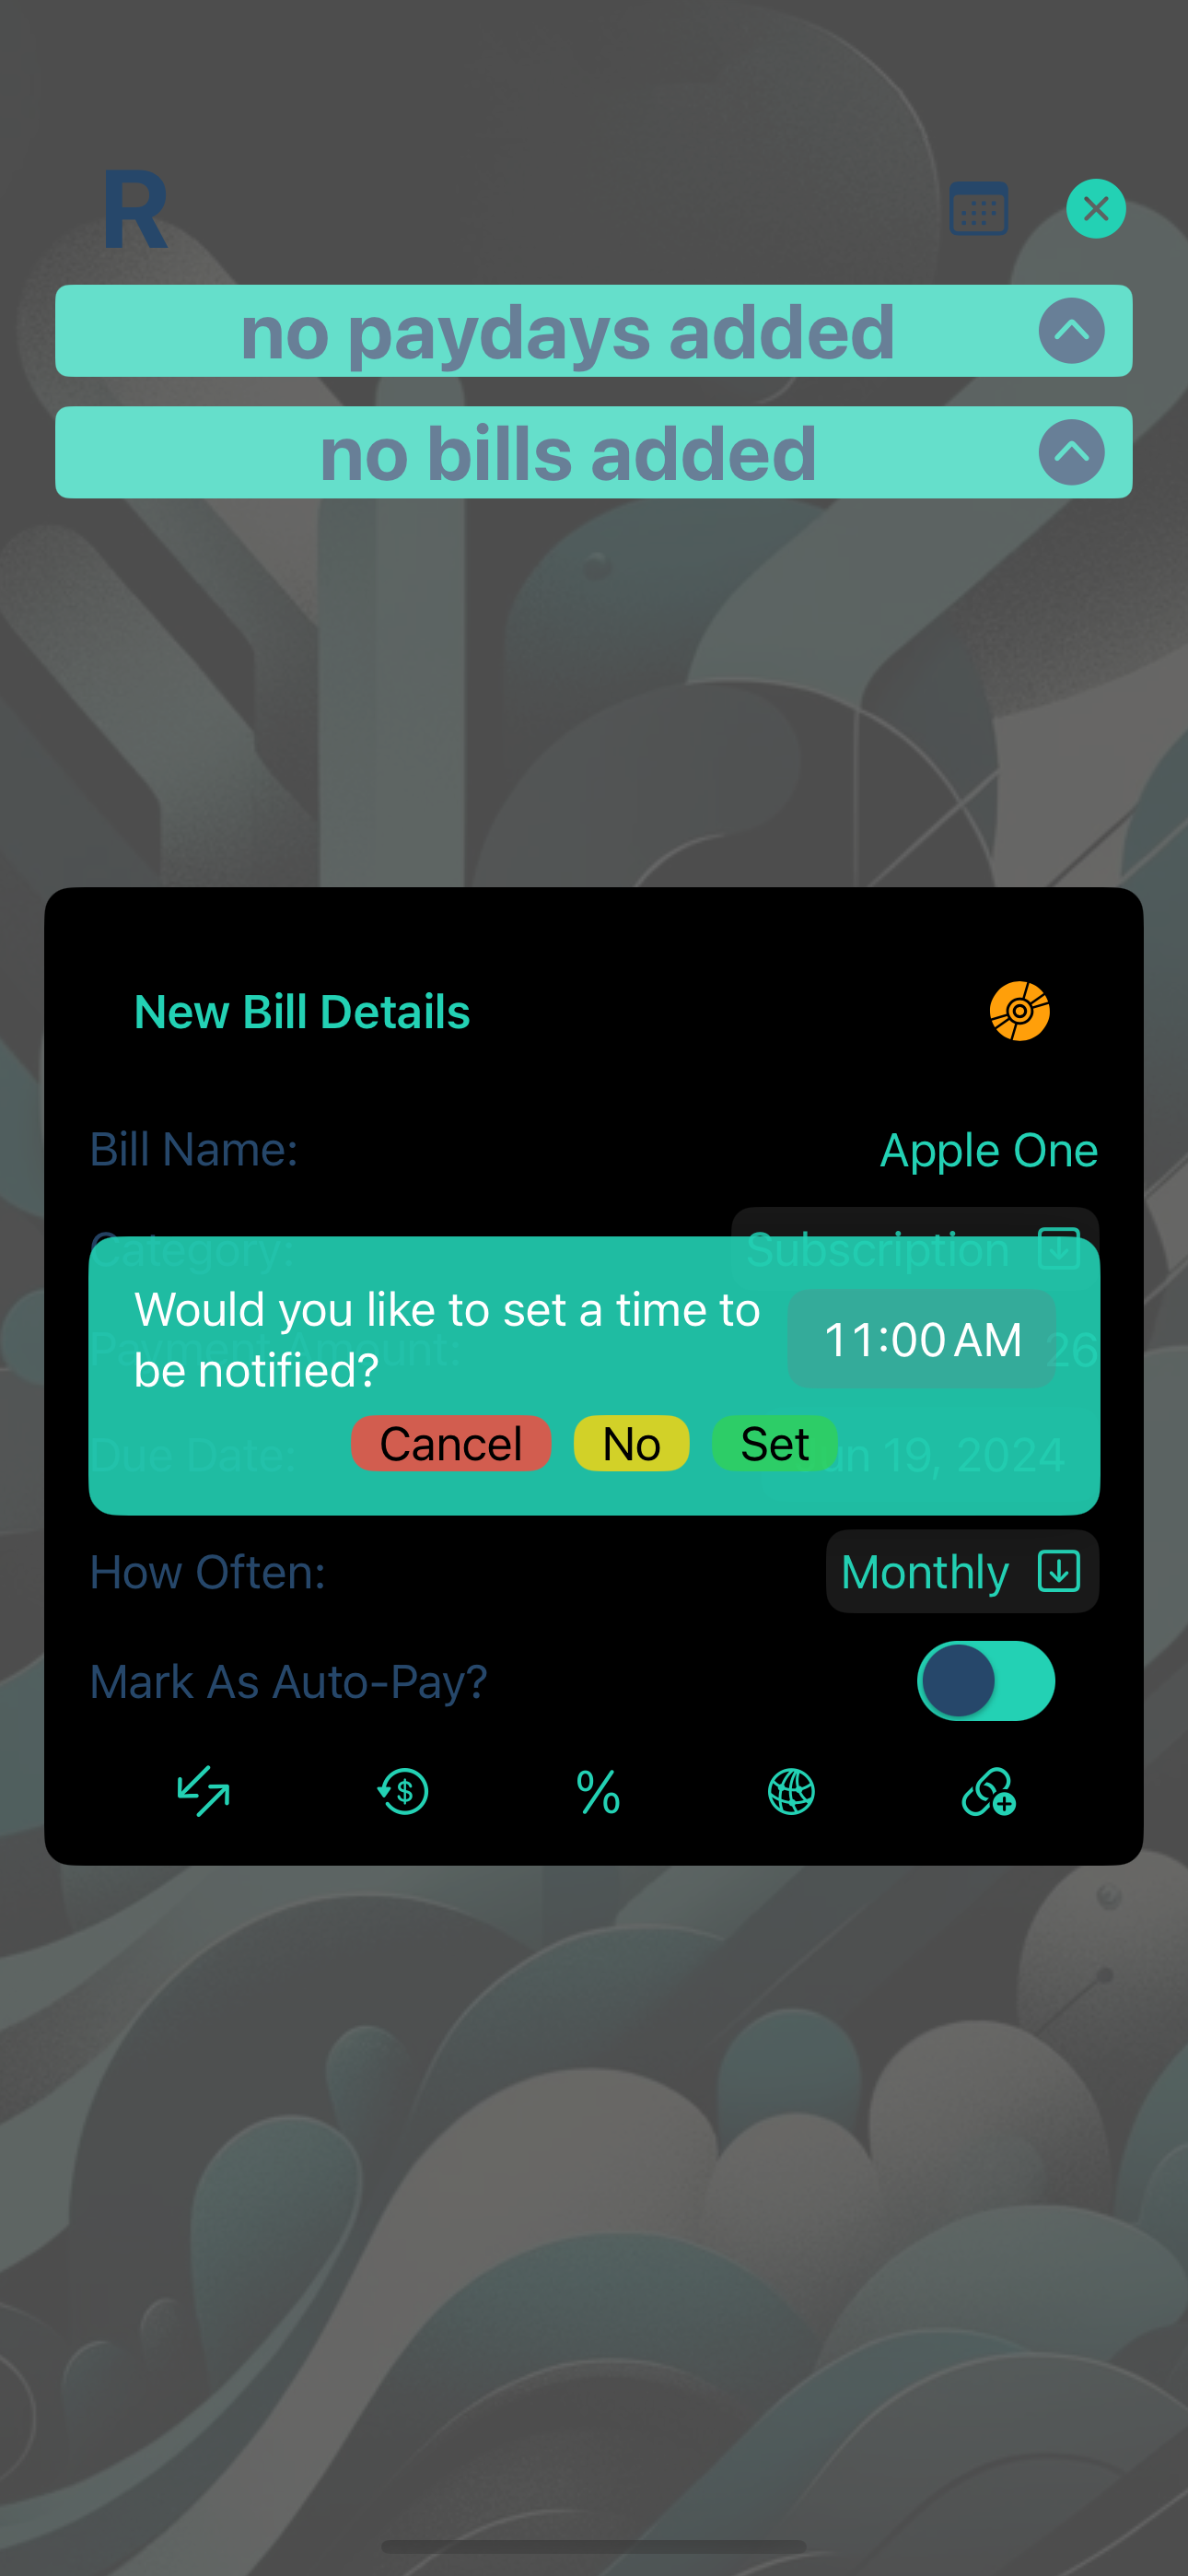 R
no paydays added
no bills added
New Bill Details
Bill Name: Apple One
Category: Subscription
Would you like to set a time to
be notified?
11:00 AM
Payment Amount: 26
Cancel No Set
Due Date: un 19, 2024
How Often: Monthly
Mark As Auto-Pay?
$ %